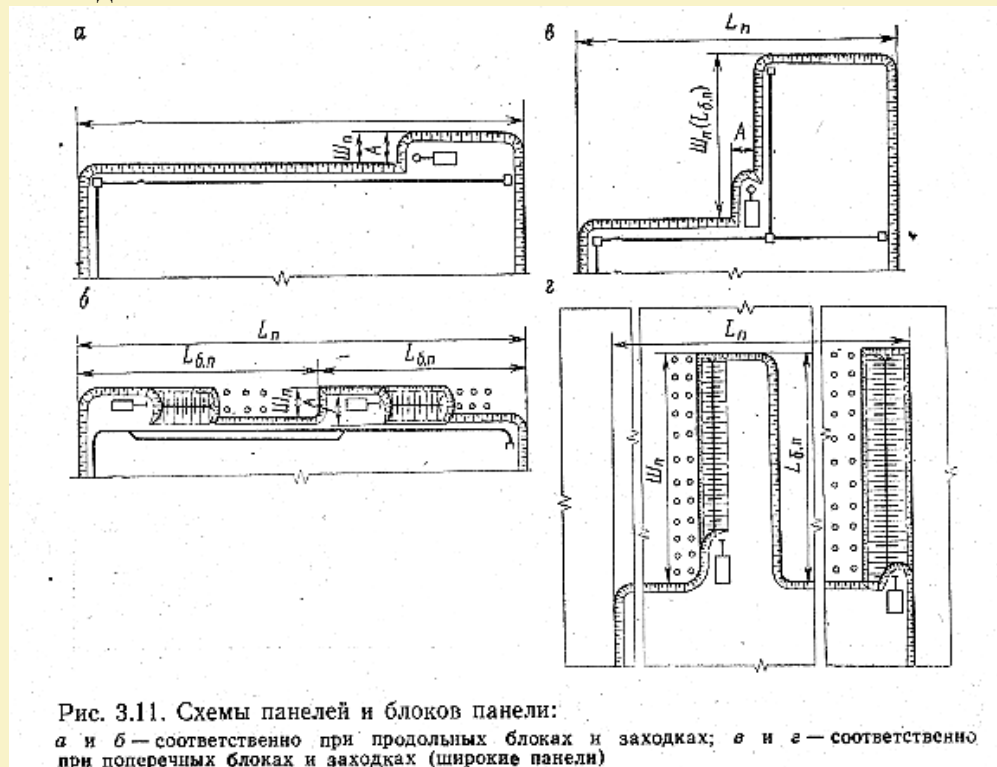 а
Шп
А
в
Lп
Шп(Lб.п)
А
б
Lп
Lб.п Lб.п
Шп
А
г
Lп
Шп
Lб.п
Рис. 3.11. Схемы панелей и блоков панели:
а и б — соответственно при продольных блоках и заходках; в и г — соответственно
при поперечных блоках и заходках (широкие панели)